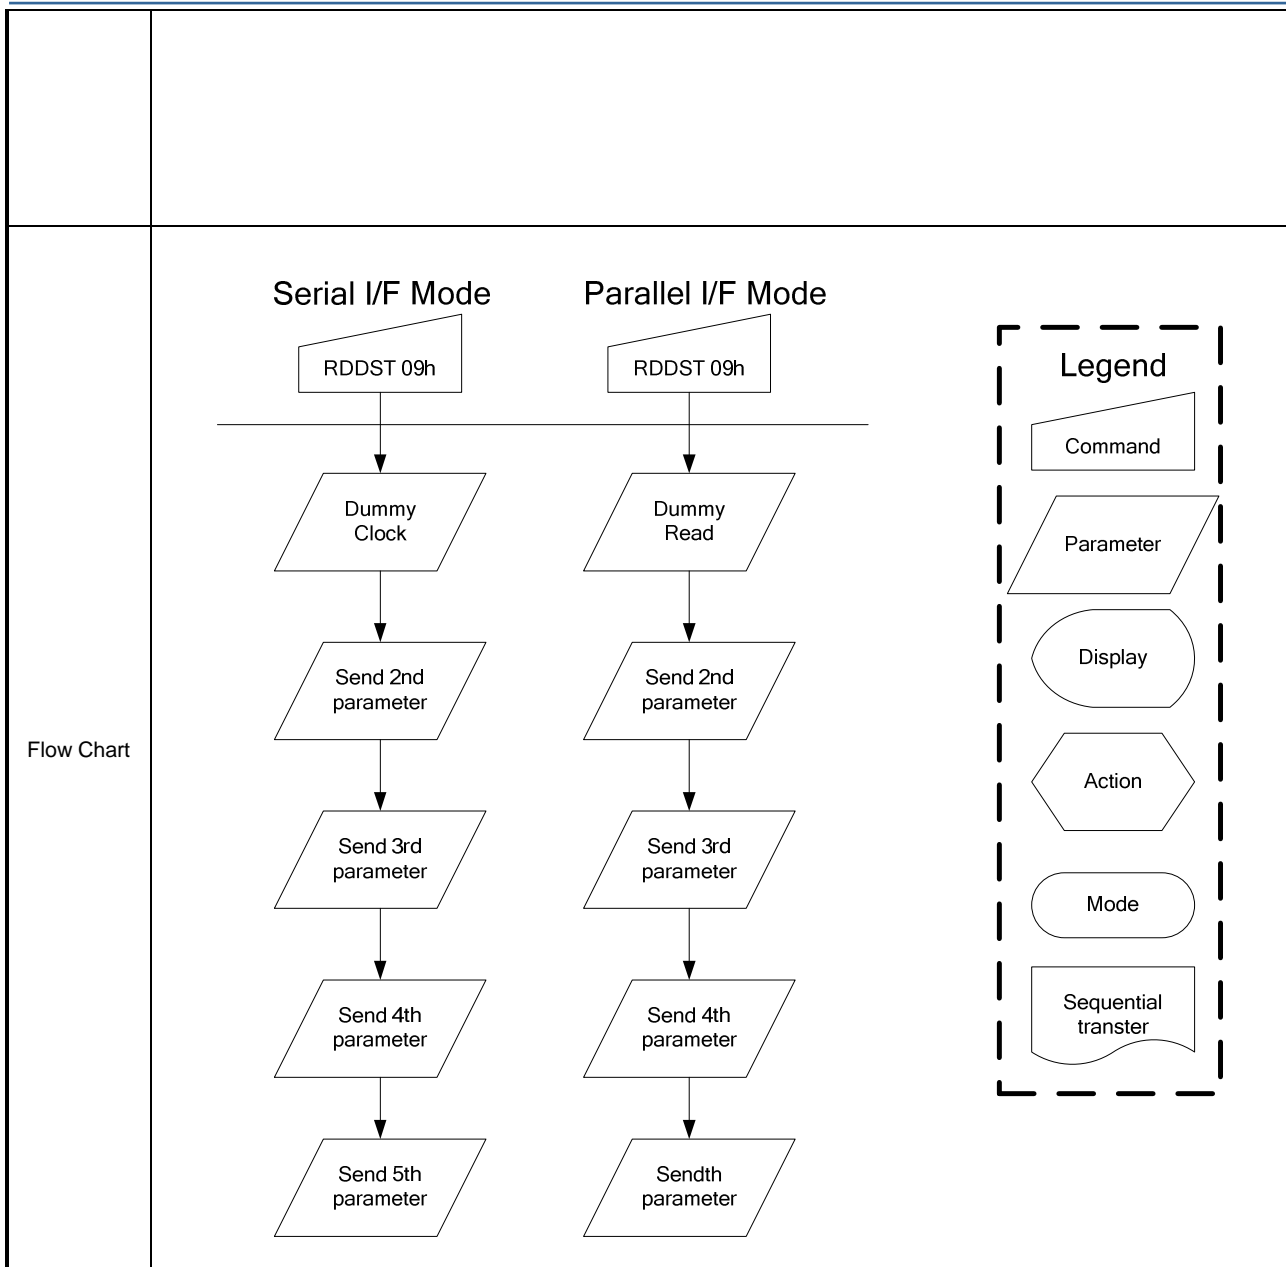 Flow Chart
Serial I/F Mode
RDDST 09h
Dummy
Clock
Send 2nd
parameter
Send 3rd
parameter
Send 4th
parameter
Send 5th
parameter
Parallel I/F Mode
RDDST 09h
Dummy
Read
Send 2nd
parameter
Send 3rd
parameter
Send 4th
parameter
Sendth
parameter
Legend
Command
Parameter
Display
Action
Mode
Sequential
transter